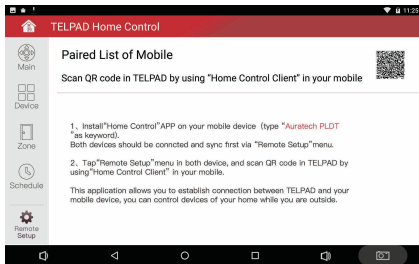 11:25
TELPAD Home Control
Main
Device
Zone
Schedule
Remote
Setup
Paired List of Mobile
Scan QR code in TELPAD by using "Home Control Client" in your mobile
1、Install"Home Control"APP on your mobile device (type "Auratech PLDT
"as keyword).
Both devices should be conncted and sync first via "Remote Setup"menu.
2、Tap"Remote Setup"menu in both device, and scan QR code in TELPAD by
using"Home Control Client" in your mobile.
This application allows you to establish connection between TELPAD and your
mobile device, you can control devices of your home while you are outside.